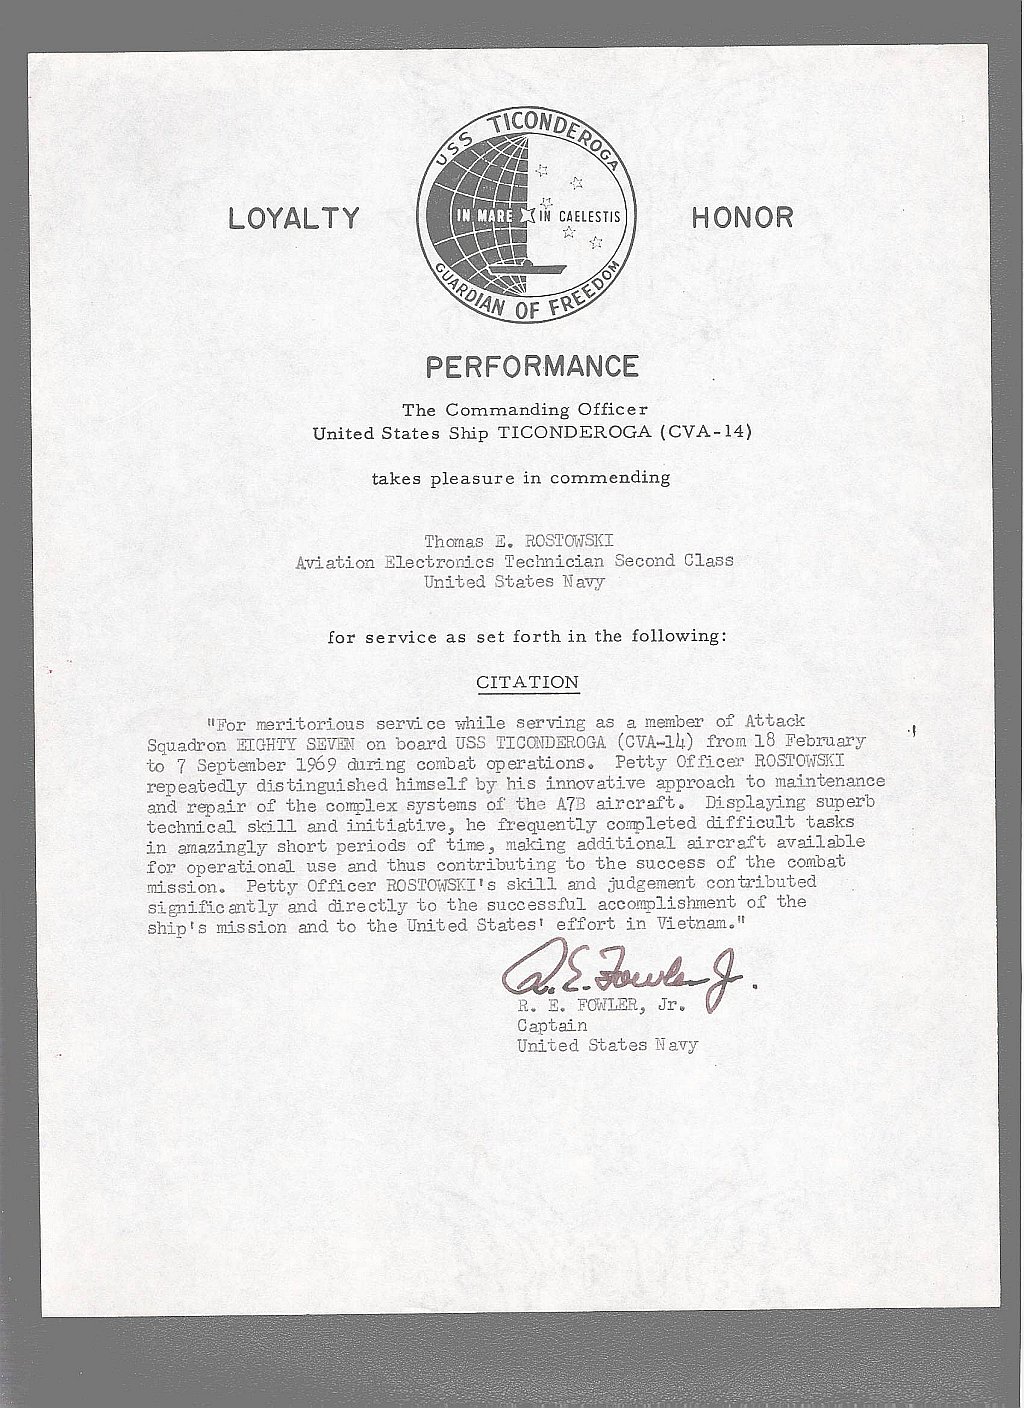 USS TICONDEROGA
LOYALTY
IN MARE IN CAELESTIS
HONOR
GUARDIAN OF FREEDOM
PERFORMANCE
The Commanding Officer
United States Ship TICONDEROGA (CVA-14)
takes pleasure in commending
Thomas E. ROSTOWSKI
Aviation Electronics Technician Second Class
United States Navy
for service as set forth in the following:
CITATION
"For meritorious service while serving as a member of Attack
Squadron EIGHTY SEVEN on board USS TICONDEROGA (CVA-14) from 18 February
to 7 September 1969 during combat operations. Petty Officer ROSTOWSKI
repeatedly distinguished himself by his innovative approach to maintenance
and repair of the complex systems of the A7B aircraft. Displaying superb
technical skill and initiative, he frequently completed difficult tasks
in amazingly short periods of time, making additional aircraft available
for operational use and thus contributing to the success of the combat
mission. Petty Officer ROSTOWSKI's skill and judgement contributed
significantly and directly to the successful accomplishment of the
ship's mission and to the United States' effort in Vietnam."
R. E. Fowler Jr.
R. E. FOWLER, Jr.
Captain
United States Navy